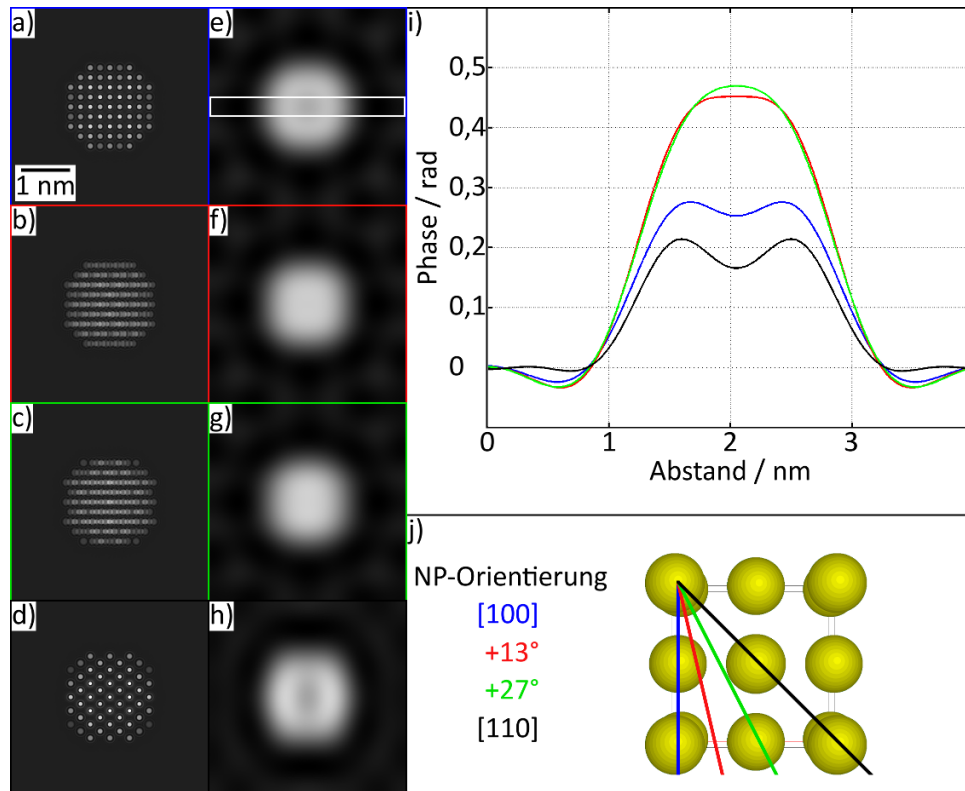 a)
1 nm
b)
c)
d)
e)
f)
g)
h)
i)
0,5
0,4
0,3
0,2
0,1
0
Phase / rad
0 1 2 3
Abstand / nm
j)
NP-Orientierung
[100]
+13°
+27°
[110]